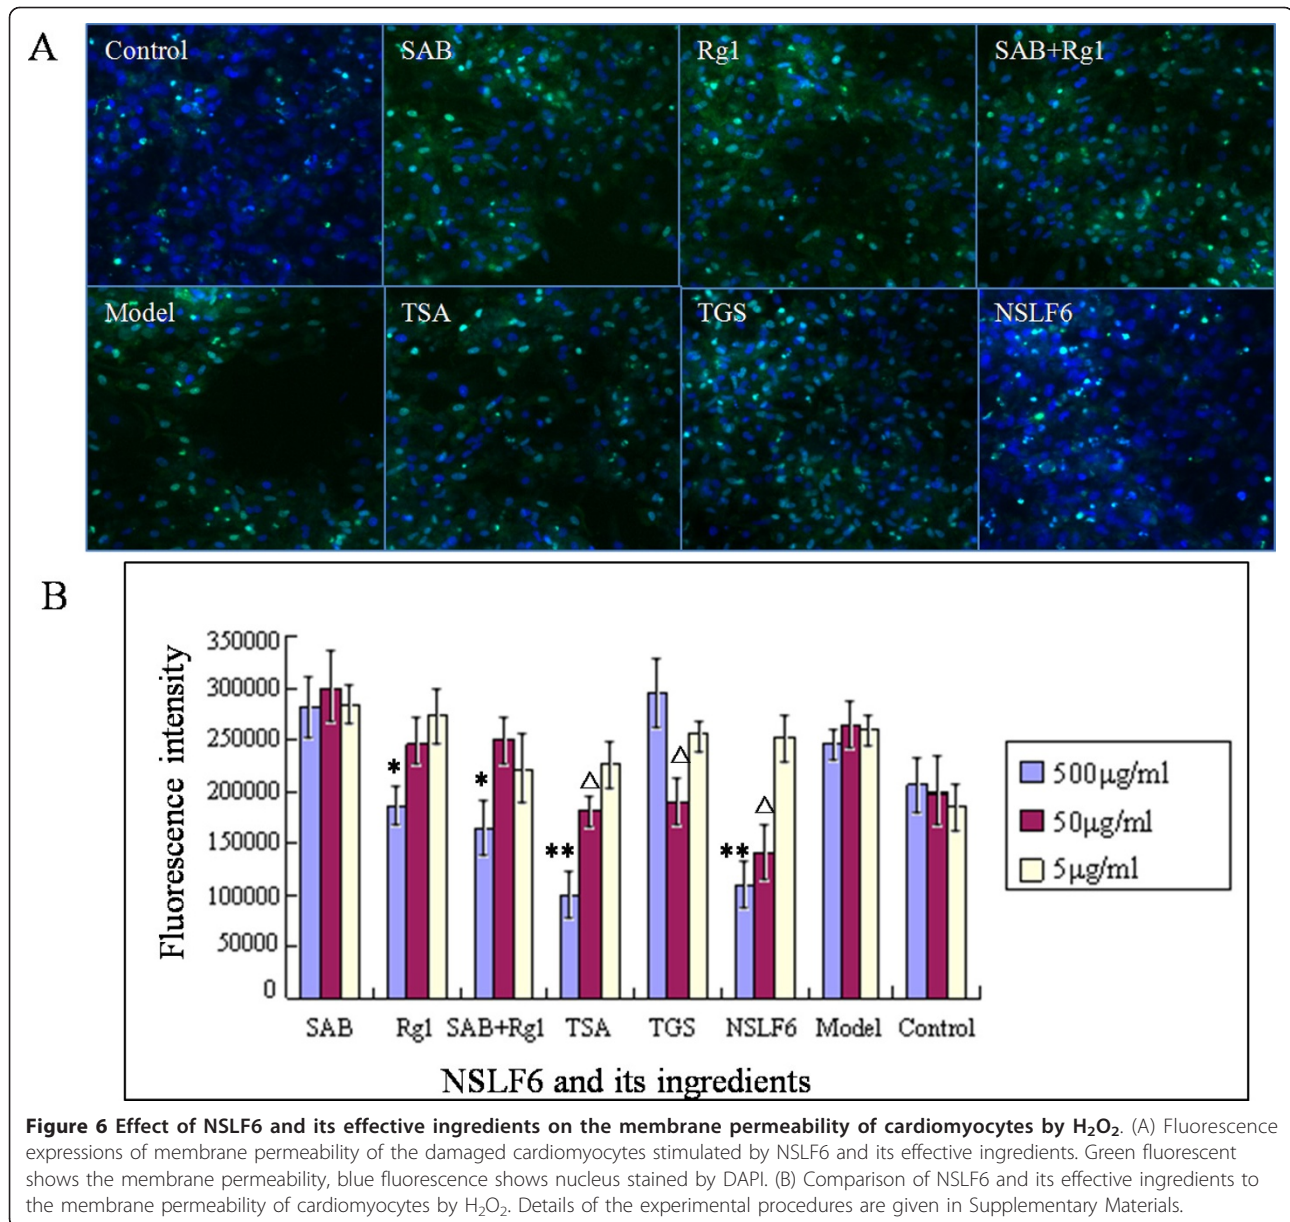 A
Control
SAB
Rg1
SAB+Rg1
Model
TSA
TGS
NSLF6
B
Fluorescence intensity
350000
300000
250000
200000
150000
100000
50000
0
*
*
**
△
△
**
△
500µg/ml
50µg/ml
5µg/ml
SAB Rg1 SAB+Rg1 TSA TGS NSLF6 Model Control
NSLF6 and its ingredients
Figure 6 Effect of NSLF6 and its effective ingredients on the membrane permeability of cardiomyocytes by H₂O₂. (A) Fluorescence
expressions of membrane permeability of the damaged cardiomyocytes stimulated by NSLF6 and its effective ingredients. Green fluorescent
shows the membrane permeability, blue fluorescence shows nucleus stained by DAPI. (B) Comparison of NSLF6 and its effective ingredients to
the membrane permeability of cardiomyocytes by H₂O₂. Details of the experimental procedures are given in Supplementary Materials.